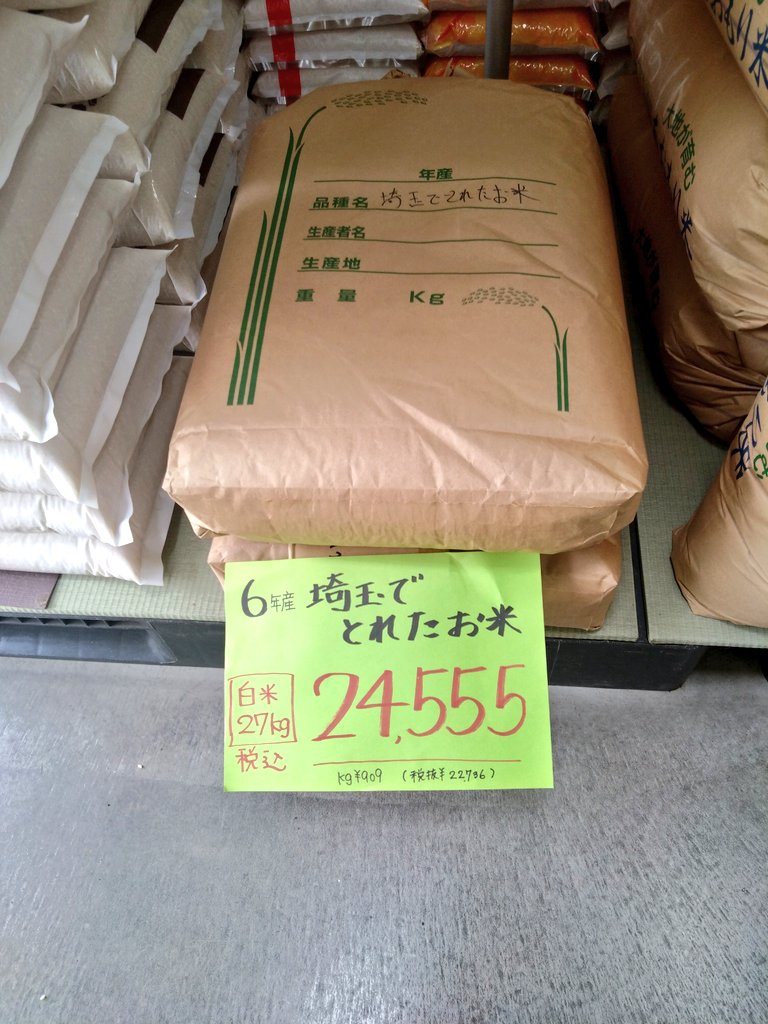 年産
品種名 埼玉でとれたお米
生産者名
生産地
重量 Kg
6年産 埼玉で
とれたお米
白米
27kg
24,555
税込
kg¥909 (税抜¥22736)